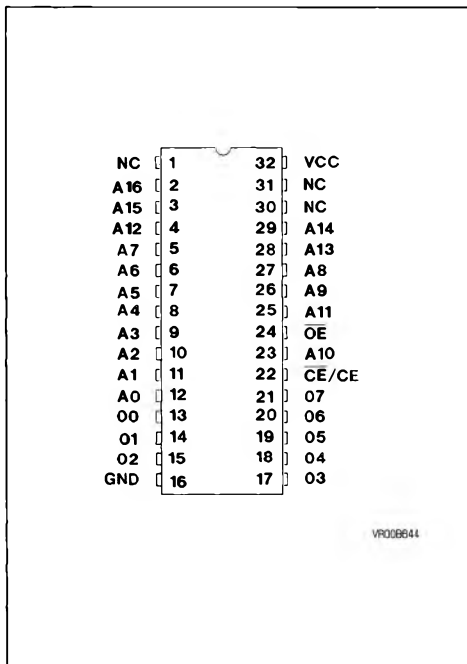 NC 1 32 VCC
A16 2 31 NC
A15 3 30 NC
A12 4 29 A14
A7 5 28 A13
A6 6 27 A8
A5 7 26 A9
A4 8 25 A11
A3 9 24 O̅E̅
A2 10 23 A10
A1 11 22 C̅E̅/CE
A0 12 21 07
00 13 20 06
01 14 19 05
02 15 18 04
GND 16 17 03
VR00B644